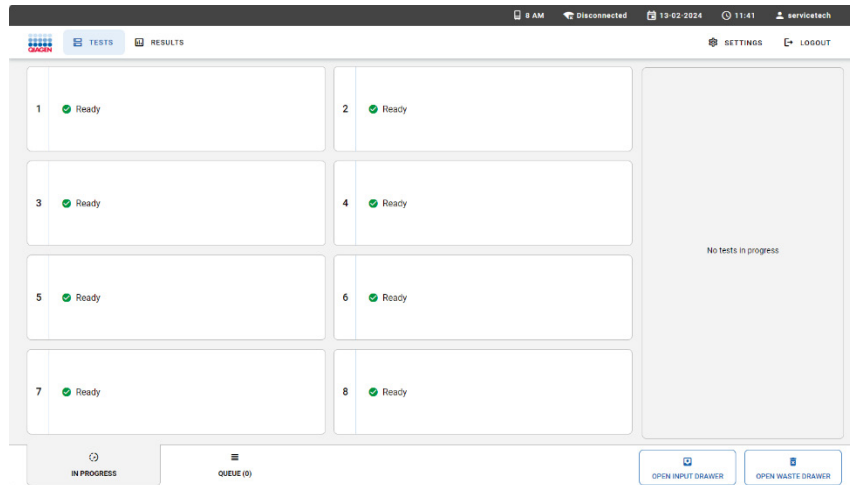 8 AM Disconnected 13-02-2024 11:41 servicetech
QIAGEN TESTS RESULTS SETTINGS LOGOUT
1 Ready
2 Ready
3 Ready
4 Ready
No tests in progress
5 Ready
6 Ready
7 Ready
8 Ready
IN PROGRESS
QUEUE (0)
OPEN INPUT DRAWER
OPEN WASTE DRAWER